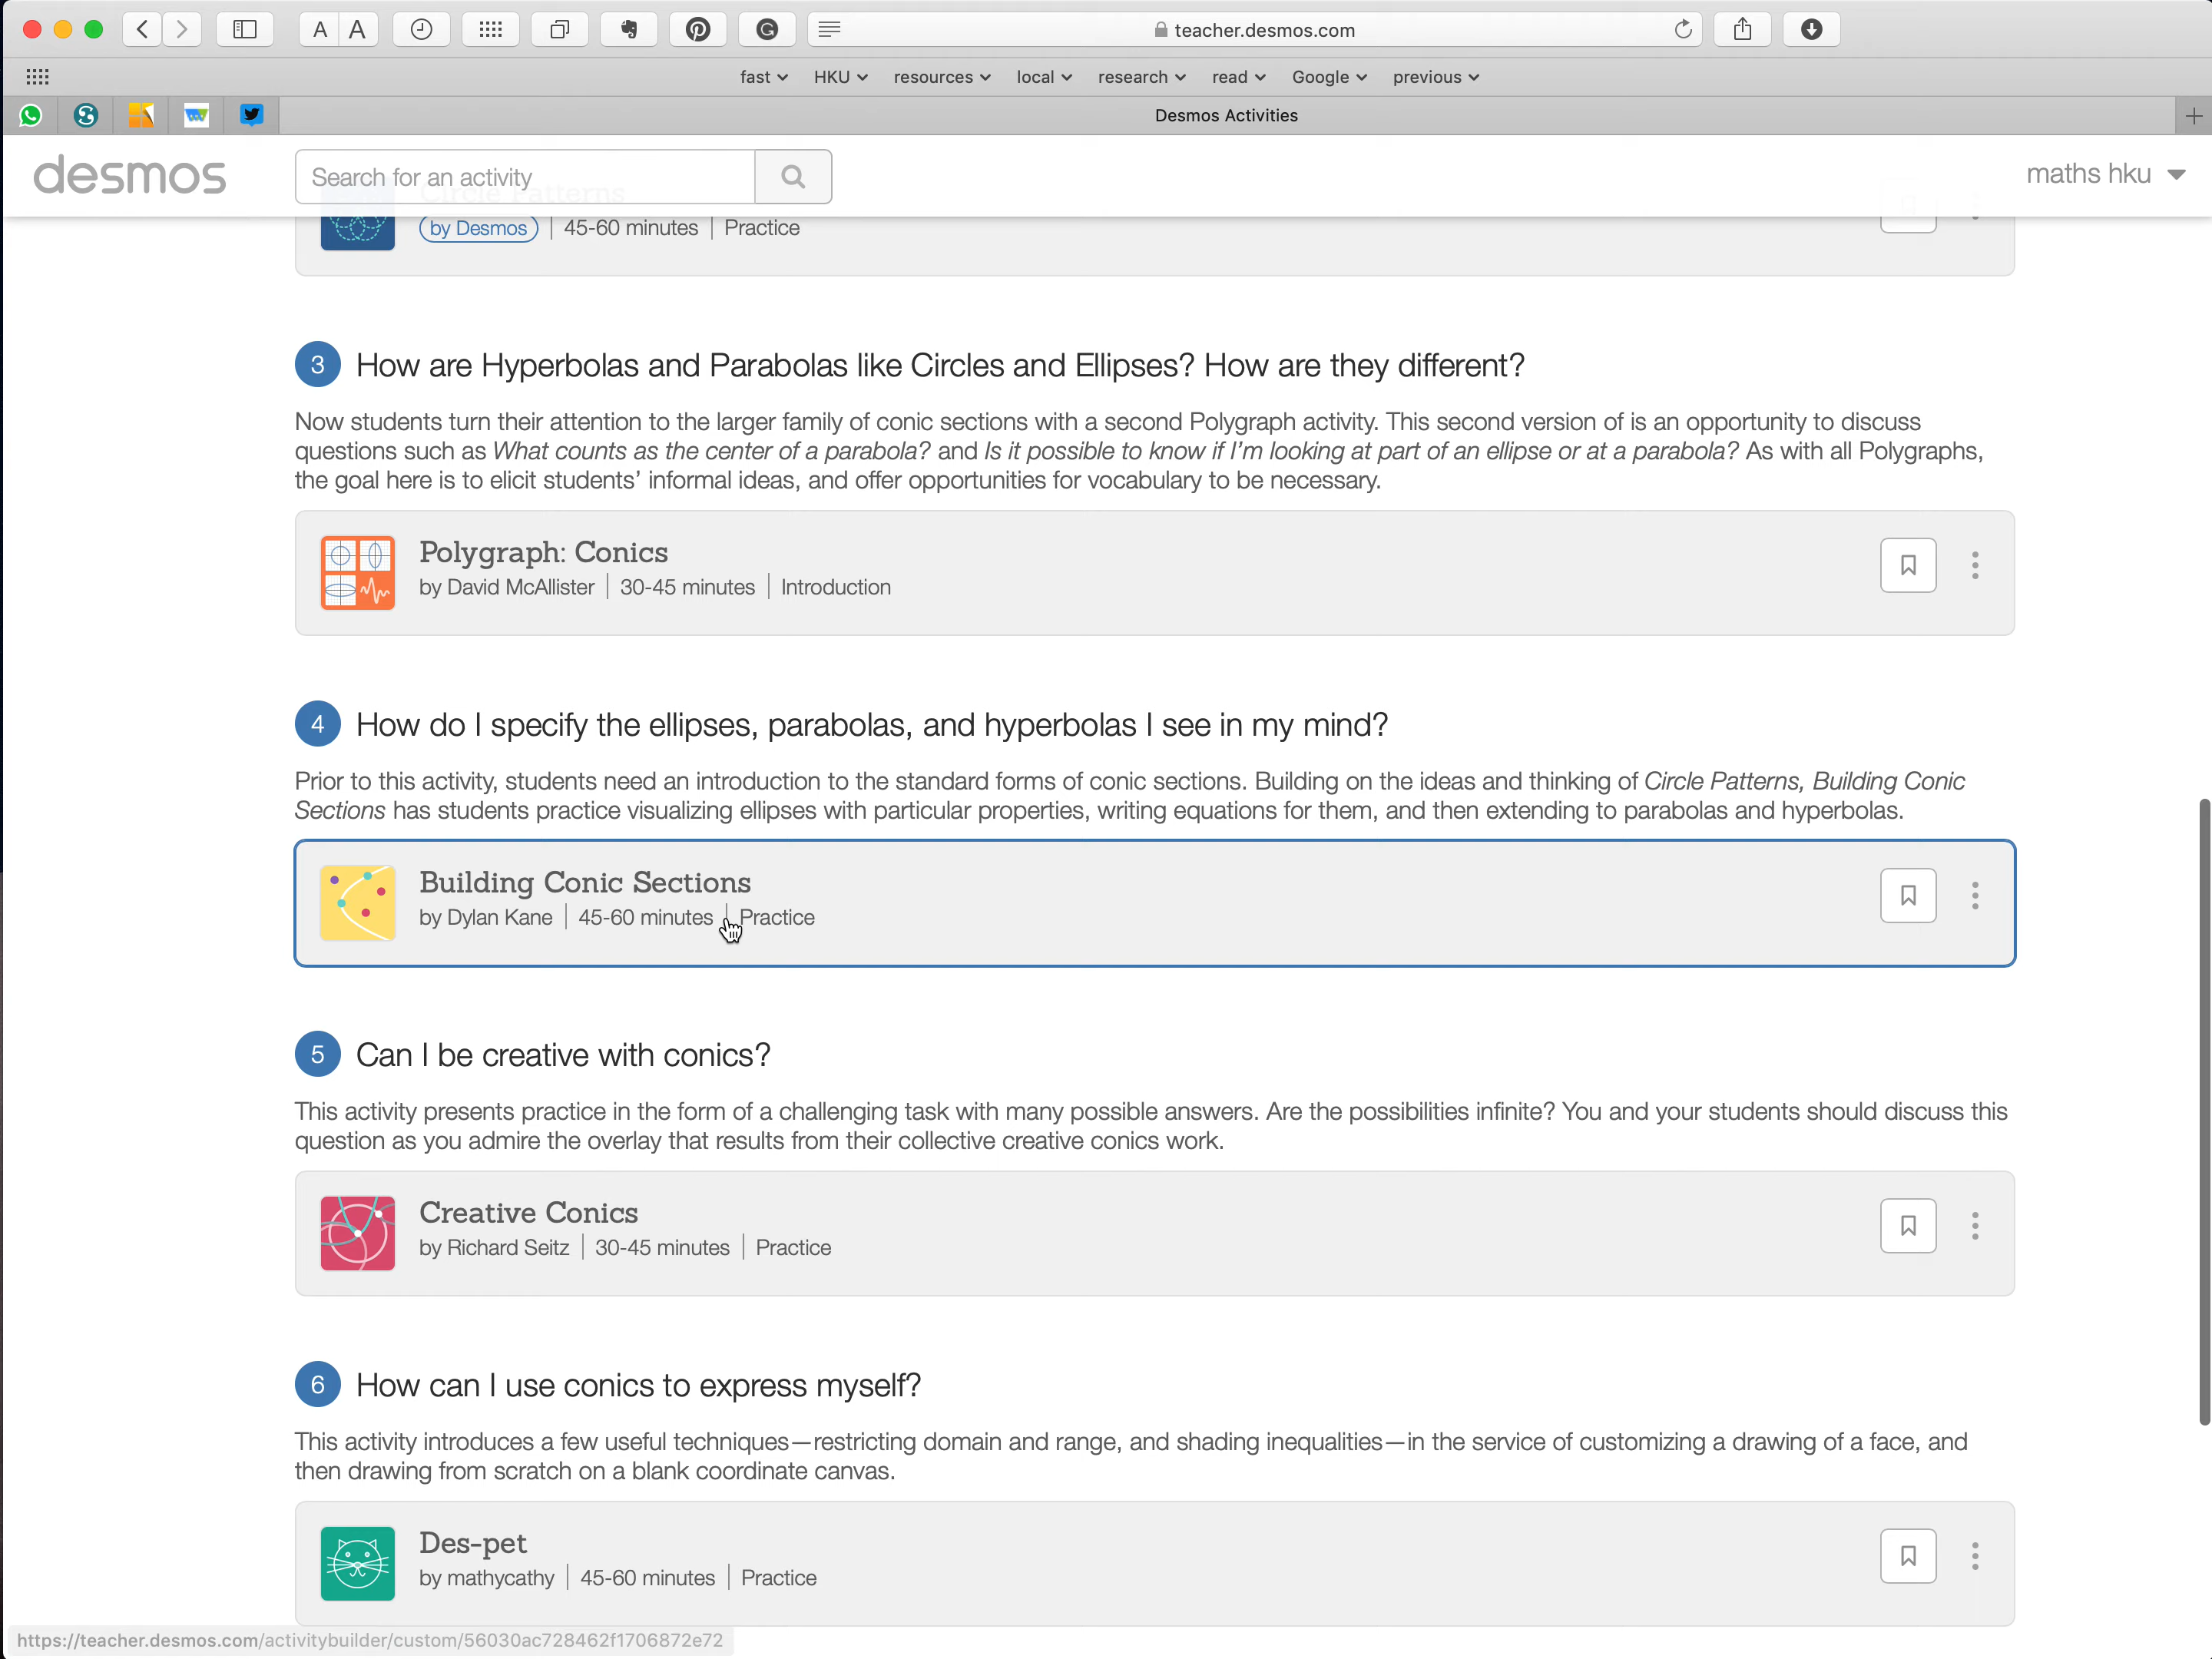 A A
teacher.desmos.com
fast HKU resources local research read Google previous
Desmos Activities
desmos
Search for an activity
maths hku
Circle Patterns
by Desmos | 45-60 minutes | Practice
3 How are Hyperbolas and Parabolas like Circles and Ellipses? How are they different?
Now students turn their attention to the larger family of conic sections with a second Polygraph activity. This second version of is an opportunity to discuss
questions such as What counts as the center of a parabola? and Is it possible to know if I'm looking at part of an ellipse or at a parabola? As with all Polygraphs,
the goal here is to elicit students' informal ideas, and offer opportunities for vocabulary to be necessary.
Polygraph: Conics
by David McAllister | 30-45 minutes | Introduction
4 How do I specify the ellipses, parabolas, and hyperbolas I see in my mind?
Prior to this activity, students need an introduction to the standard forms of conic sections. Building on the ideas and thinking of Circle Patterns, Building Conic
Sections has students practice visualizing ellipses with particular properties, writing equations for them, and then extending to parabolas and hyperbolas.
Building Conic Sections
by Dylan Kane | 45-60 minutes | Practice
5 Can I be creative with conics?
This activity presents practice in the form of a challenging task with many possible answers. Are the possibilities infinite? You and your students should discuss this
question as you admire the overlay that results from their collective creative conics work.
Creative Conics
by Richard Seitz | 30-45 minutes | Practice
6 How can I use conics to express myself?
This activity introduces a few useful techniques—restricting domain and range, and shading inequalities—in the service of customizing a drawing of a face, and
then drawing from scratch on a blank coordinate canvas.
Des-pet
by mathycathy | 45-60 minutes | Practice
https://teacher.desmos.com/activitybuilder/custom/56030ac728462f1706872e72